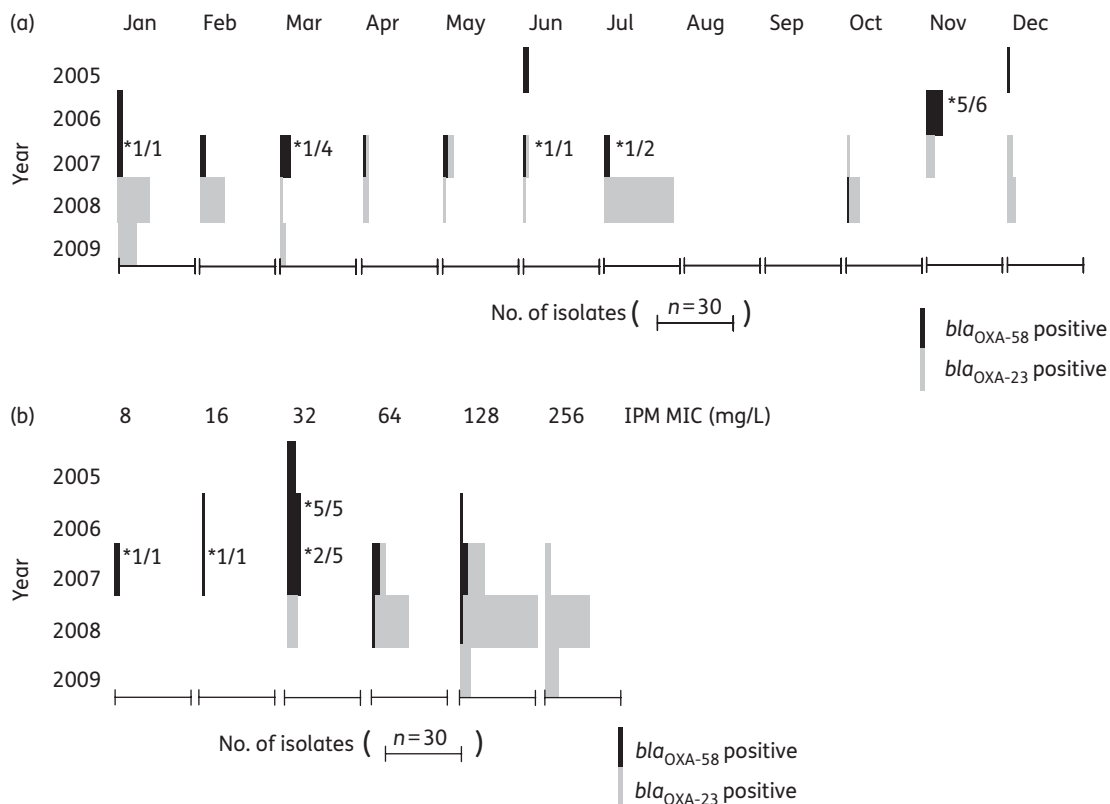 (a) Jan Feb Mar Apr May Jun Jul Aug Sep Oct Nov Dec
Year
2005
2006 *5/6
2007 *1/1 *1/4 *1/1 *1/2
2008
2009
No. of isolates ( n=30 )
blaOXA-58 positive
blaOXA-23 positive
(b) 8 16 32 64 128 256 IPM MIC (mg/L)
Year
2005
2006 *5/5
2007 *1/1 *1/1 *2/5
2008
2009
No. of isolates ( n=30 )
blaOXA-58 positive
blaOXA-23 positive